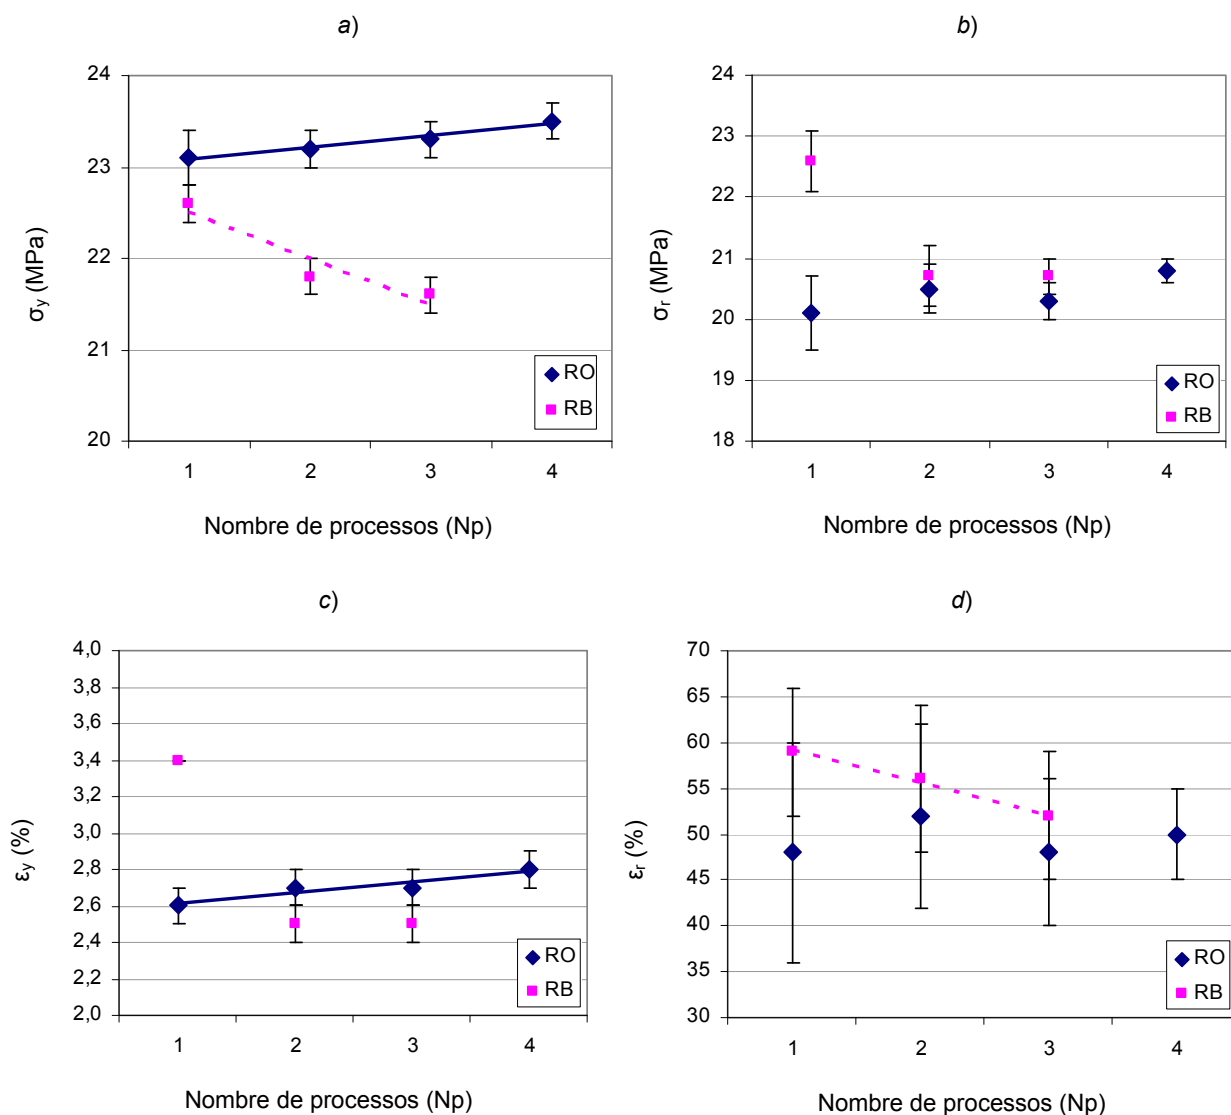 a)
24
23
22
21
20
σy (MPa)
1 2 3 4
Nombre de processos (Np)
RO
RB
b)
24
23
22
21
20
19
18
σr (MPa)
1 2 3 4
Nombre de processos (Np)
RO
RB
c)
4,0
3,8
3,6
3,4
3,2
3,0
2,8
2,6
2,4
2,2
2,0
εy (%)
1 2 3 4
Nombre de processos (Np)
RO
RB
d)
70
65
60
55
50
45
40
35
30
εr (%)
1 2 3 4
Nombre de processos (Np)
RO
RB